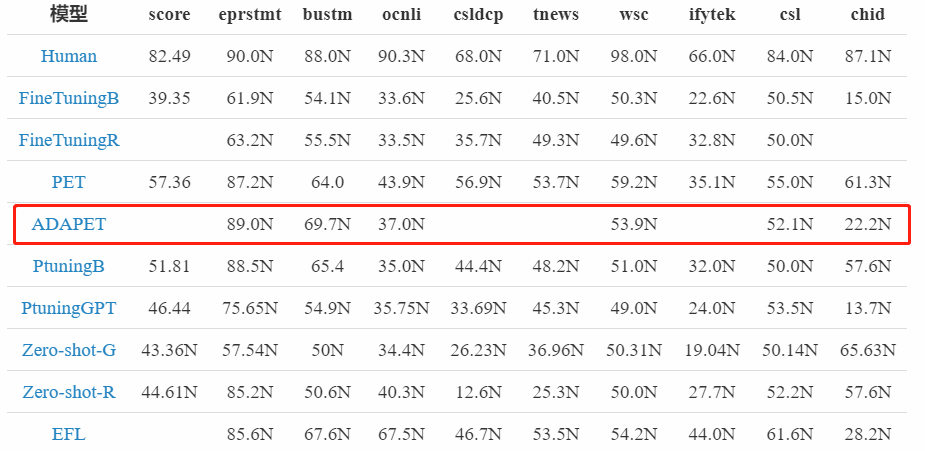 模型 score eprstmt bustm ocnli csldcp tnews wsc ifytek csl chid
Human 82.49 90.0N 88.0N 90.3N 68.0N 71.0N 98.0N 66.0N 84.0N 87.1N
FineTuningB 39.35 61.9N 54.1N 33.6N 25.6N 40.5N 50.3N 22.6N 50.5N 15.0N
FineTuningR 63.2N 55.5N 33.5N 35.7N 49.3N 49.6N 32.8N 50.0N
PET 57.36 87.2N 64.0 43.9N 56.9N 53.7N 59.2N 35.1N 55.0N 61.3N
ADAPET 89.0N 69.7N 37.0N 53.9N 52.1N 22.2N
PtuningB 51.81 88.5N 65.4 35.0N 44.4N 48.2N 51.0N 32.0N 50.0N 57.6N
PtuningGPT 46.44 75.65N 54.9N 35.75N 33.69N 45.3N 49.0N 24.0N 53.5N 13.7N
Zero-shot-G 43.36N 57.54N 50N 34.4N 26.23N 36.96N 50.31N 19.04N 50.14N 65.63N
Zero-shot-R 44.61N 85.2N 50.6N 40.3N 12.6N 25.3N 50.0N 27.7N 52.2N 57.6N
EFL 85.6N 67.6N 67.5N 46.7N 53.5N 54.2N 44.0N 61.6N 28.2N